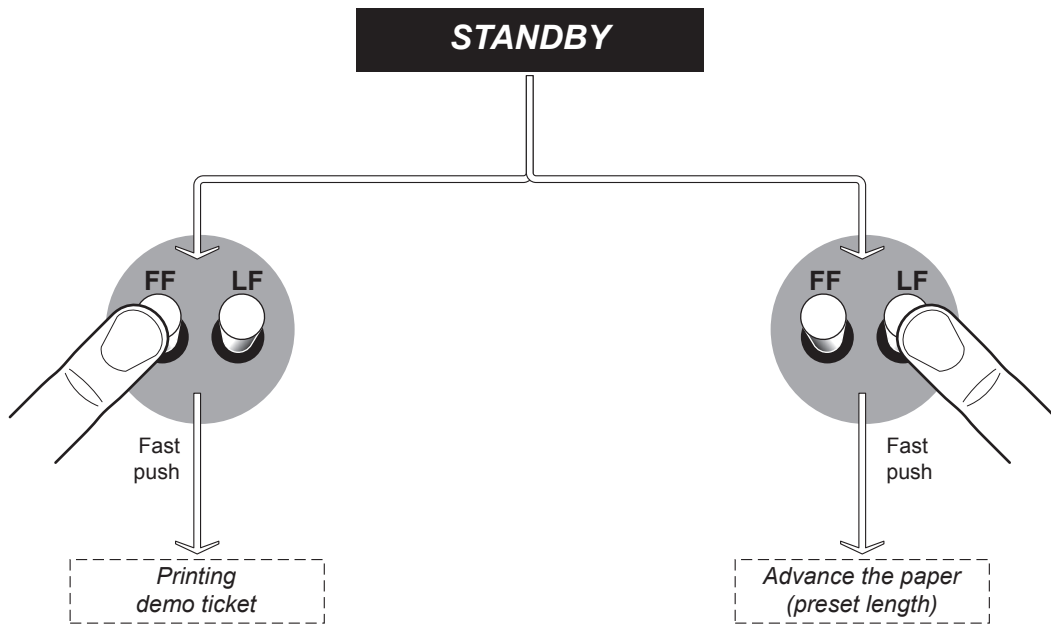 STANDBY
FF LF
Fast
push
Printing
demo ticket
FF LF
Fast
push
Advance the paper
(preset length)